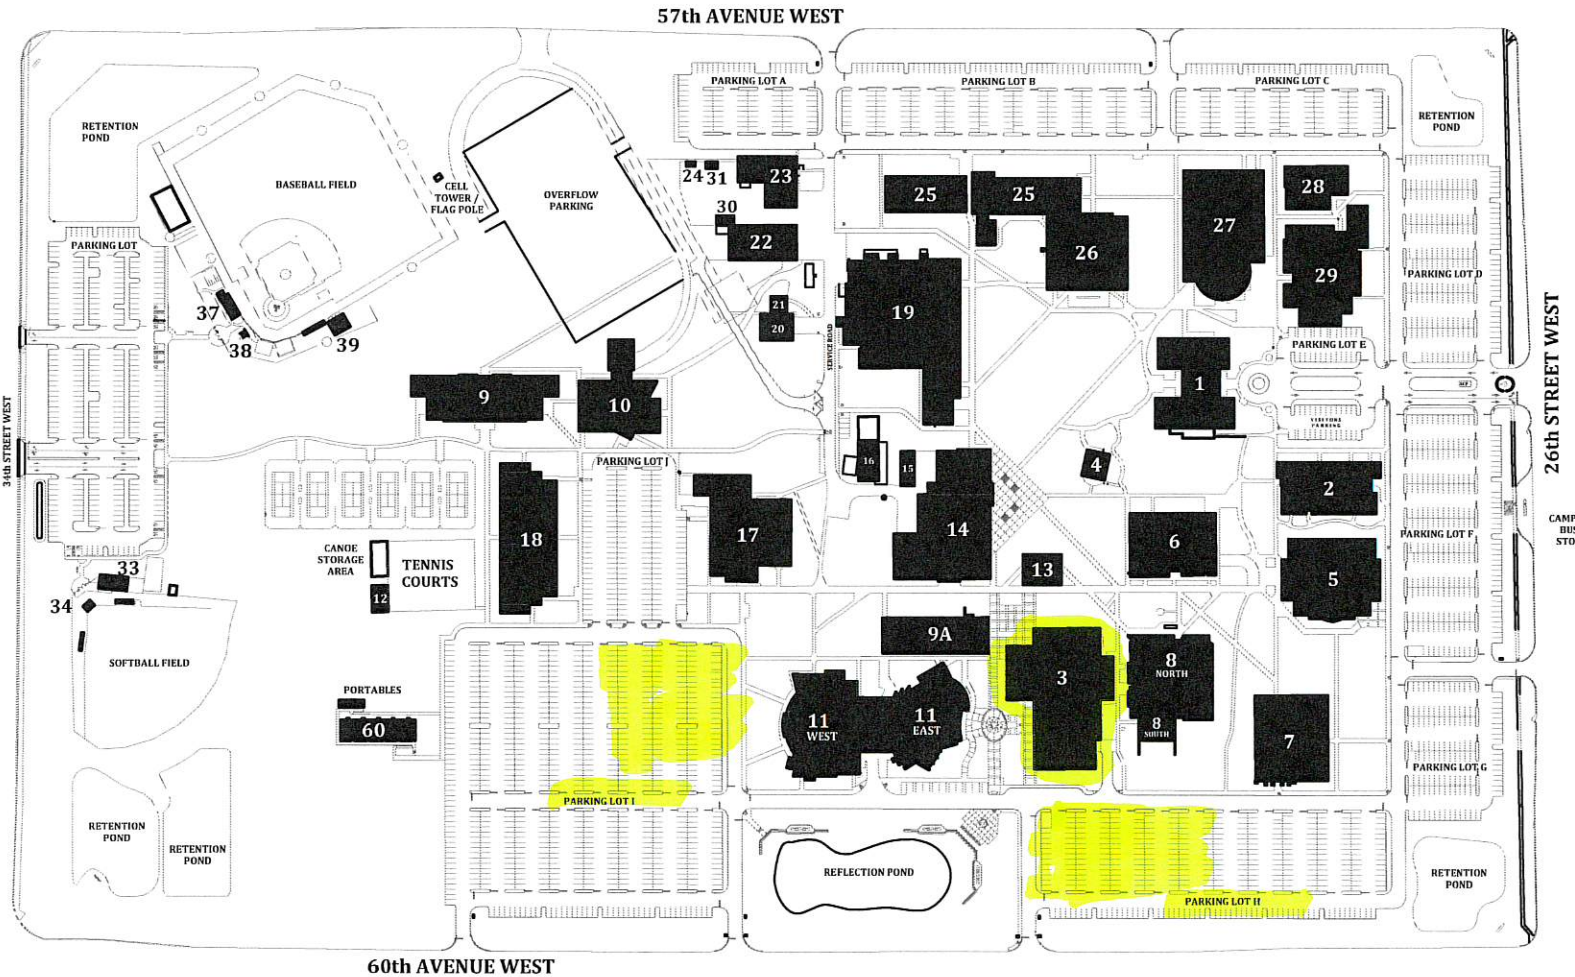 57th AVENUE WEST
PARKING LOT A
PARKING LOT B
PARKING LOT C
RETENTION
POND
RETENTION
POND
BASEBALL FIELD
CELL
TOWER /
FLAG POLE
OVERFLOW
PARKING
24
31
23
30
22
25
25
26
27
28
29
PARKING LOT
PARKING LOT D
37
38
39
21
20
19
SERVICE ROAD
PARKING LOT E
1
9
10
34th STREET WEST
26th STREET WEST
PARKING LOT J
16
15
4
2
CANOE
STORAGE
AREA
TENNIS
COURTS
12
18
17
14
13
6
5
PARKING LOT F
CAMP
BUS
STO
33
34
SOFTBALL FIELD
9A
3
8
NORTH
8
SOUTH
PORTABLES
60
11
WEST
11
EAST
7
PARKING LOT G
PARKING LOT I
RETENTION
POND
RETENTION
POND
REFLECTION POND
PARKING LOT H
RETENTION
POND
60th AVENUE WEST